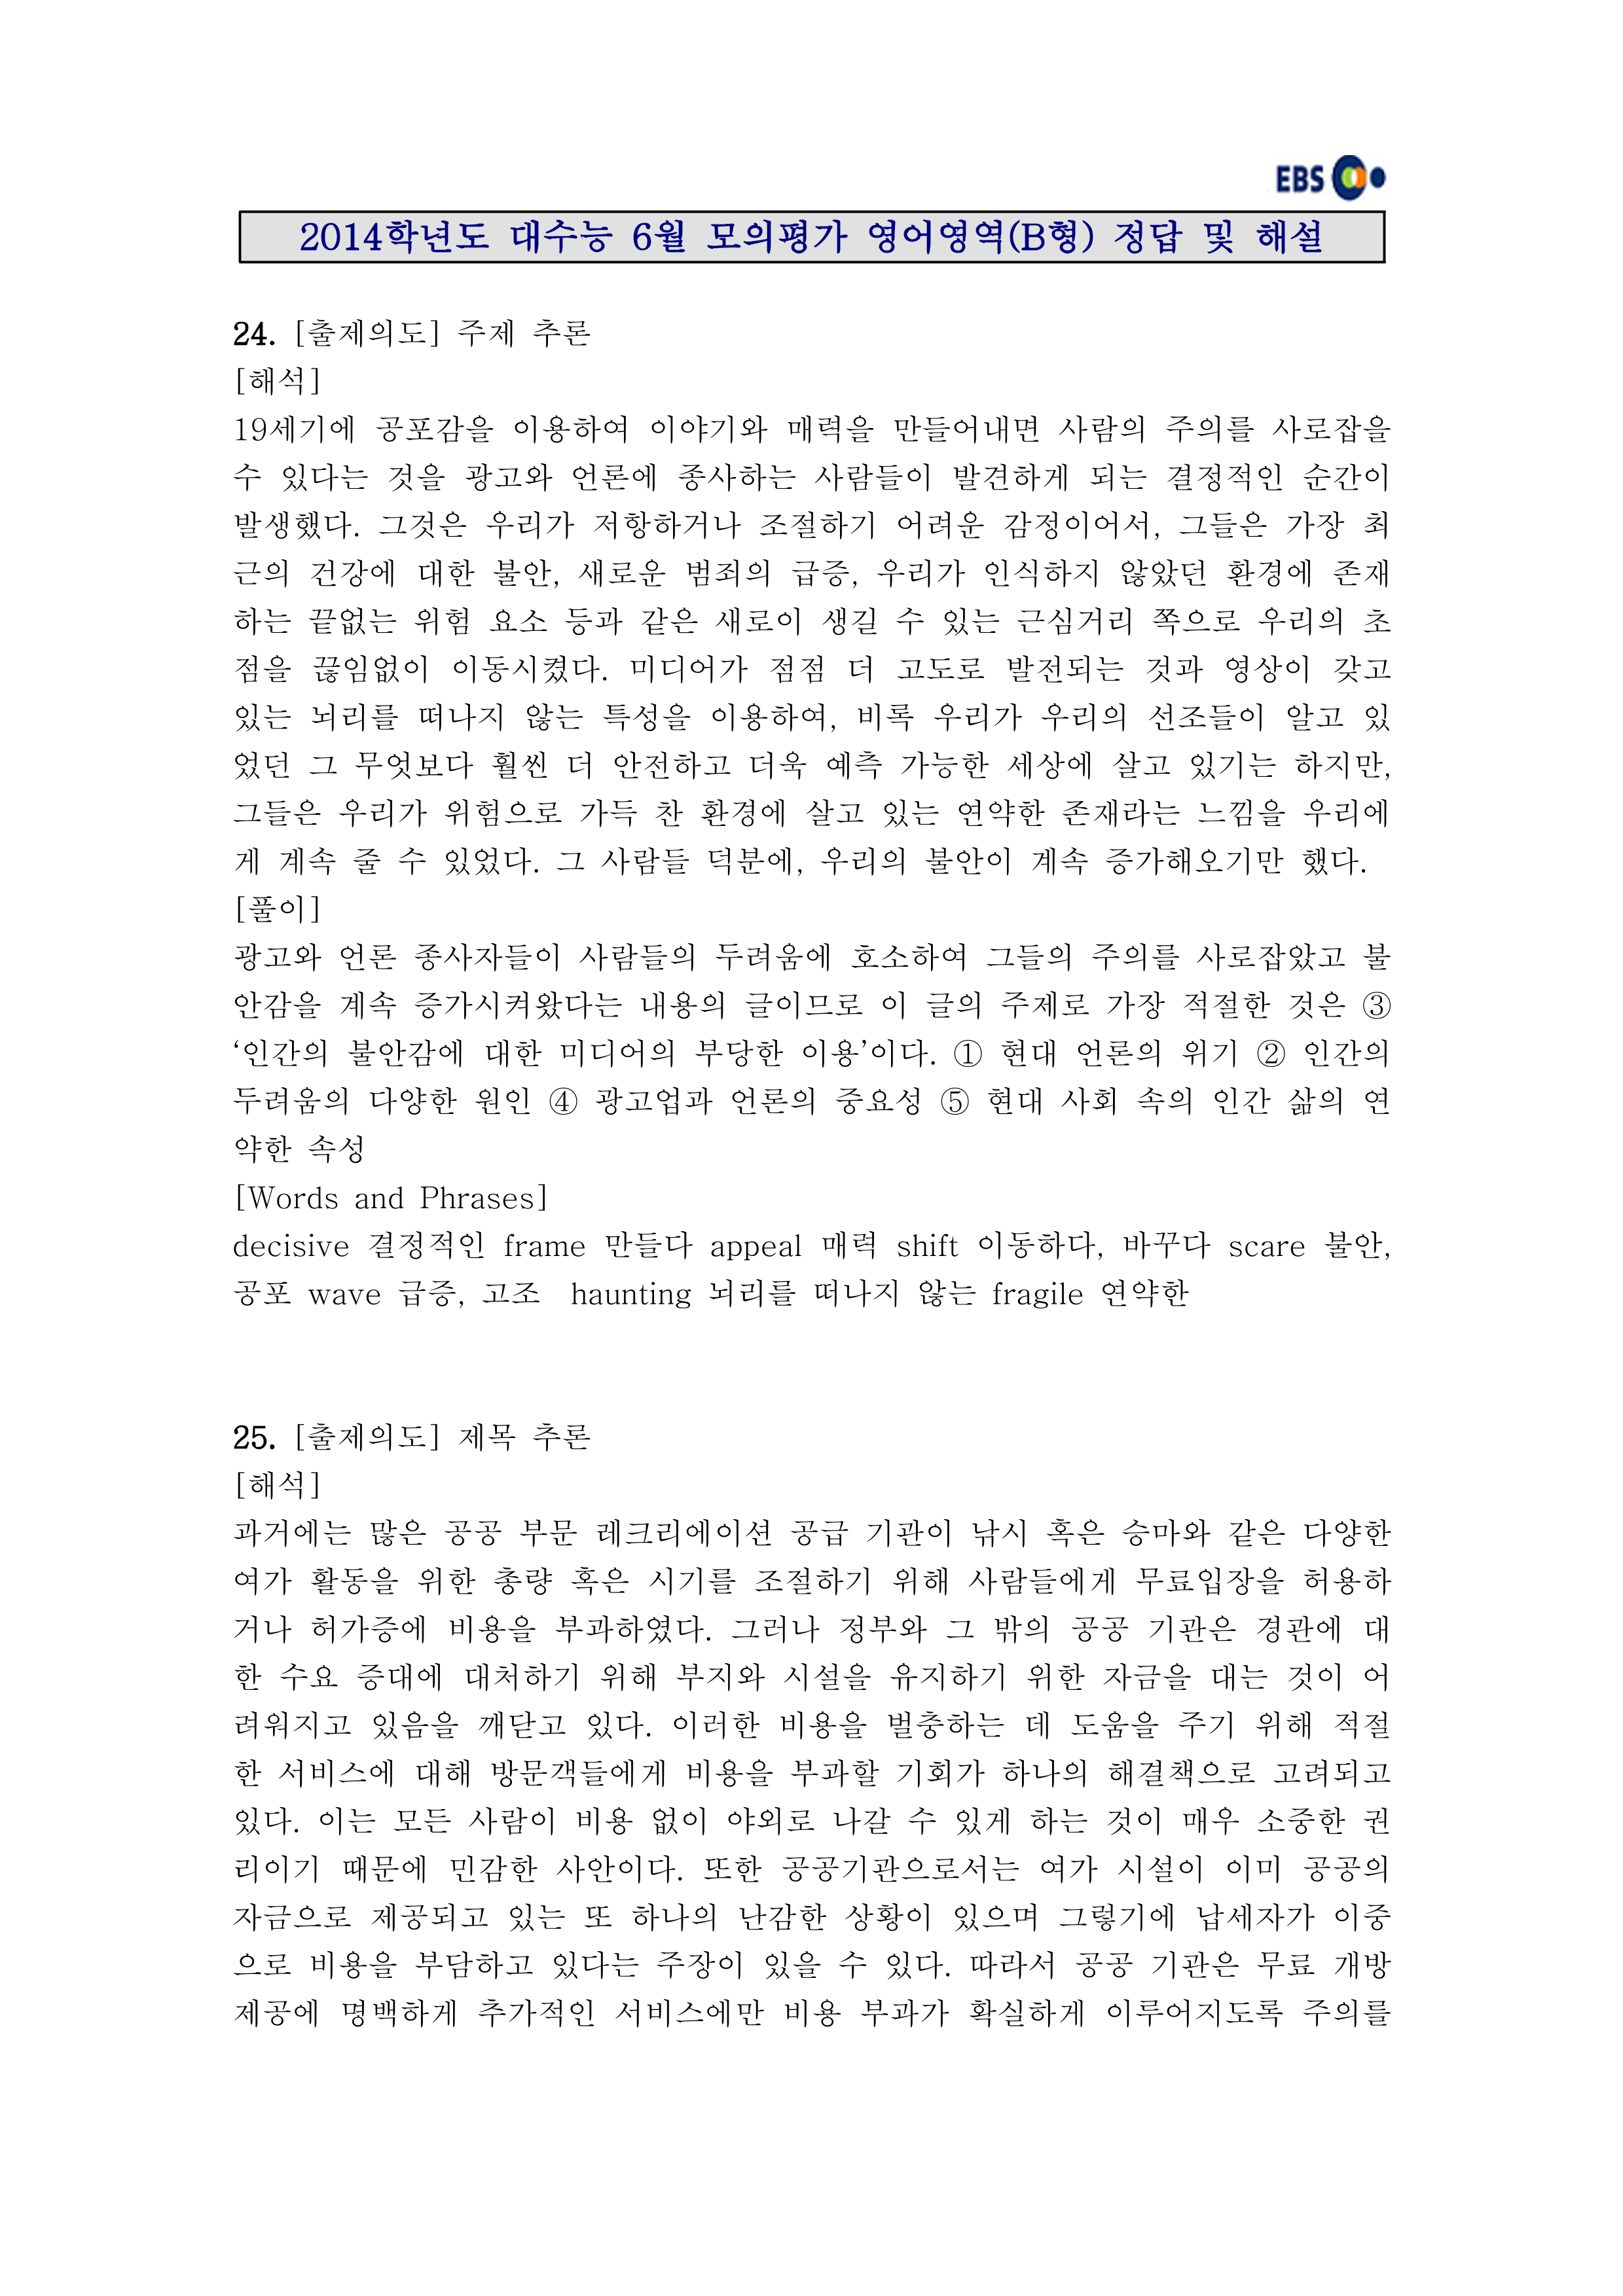 EBS
2014학년도 대수능 6월 모의평가 영어영역(B형) 정답 및 해설
24. [출제의도] 주제 추론
[해석]
19세기에 공포감을 이용하여 이야기와 매력을 만들어내면 사람의 주의를 사로잡을
수 있다는 것을 광고와 언론에 종사하는 사람들이 발견하게 되는 결정적인 순간이
발생했다. 그것은 우리가 저항하거나 조절하기 어려운 감정이어서, 그들은 가장 최
근의 건강에 대한 불안, 새로운 범죄의 급증, 우리가 인식하지 않았던 환경에 존재
하는 끝없는 위험 요소 등과 같은 새로이 생길 수 있는 근심거리 쪽으로 우리의 초
점을 끊임없이 이동시켰다. 미디어가 점점 더 고도로 발전되는 것과 영상이 갖고
있는 뇌리를 떠나지 않는 특성을 이용하여, 비록 우리가 우리의 선조들이 알고 있
었던 그 무엇보다 훨씬 더 안전하고 더욱 예측 가능한 세상에 살고 있기는 하지만,
그들은 우리가 위험으로 가득 찬 환경에 살고 있는 연약한 존재라는 느낌을 우리에
게 계속 줄 수 있었다. 그 사람들 덕분에, 우리의 불안이 계속 증가해오기만 했다.
[풀이]
광고와 언론 종사자들이 사람들의 두려움에 호소하여 그들의 주의를 사로잡았고 불
안감을 계속 증가시켜왔다는 내용의 글이므로 이 글의 주제로 가장 적절한 것은 ③
‘인간의 불안감에 대한 미디어의 부당한 이용’이다. ① 현대 언론의 위기 ② 인간의
두려움의 다양한 원인 ④ 광고업과 언론의 중요성 ⑤ 현대 사회 속의 인간 삶의 연
약한 속성
[Words and Phrases]
decisive 결정적인 frame 만들다 appeal 매력 shift 이동하다, 바꾸다 scare 불안,
공포 wave 급증, 고조 haunting 뇌리를 떠나지 않는 fragile 연약한
25. [출제의도] 제목 추론
[해석]
과거에는 많은 공공 부문 레크리에이션 공급 기관이 낚시 혹은 승마와 같은 다양한
여가 활동을 위한 총량 혹은 시기를 조절하기 위해 사람들에게 무료입장을 허용하
거나 허가증에 비용을 부과하였다. 그러나 정부와 그 밖의 공공 기관은 경관에 대
한 수요 증대에 대처하기 위해 부지와 시설을 유지하기 위한 자금을 대는 것이 어
려워지고 있음을 깨닫고 있다. 이러한 비용을 벌충하는 데 도움을 주기 위해 적절
한 서비스에 대해 방문객들에게 비용을 부과할 기회가 하나의 해결책으로 고려되고
있다. 이는 모든 사람이 비용 없이 야외로 나갈 수 있게 하는 것이 매우 소중한 권
리이기 때문에 민감한 사안이다. 또한 공공기관으로서는 여가 시설이 이미 공공의
자금으로 제공되고 있는 또 하나의 난감한 상황이 있으며 그렇기에 납세자가 이중
으로 비용을 부담하고 있다는 주장이 있을 수 있다. 따라서 공공 기관은 무료 개방
제공에 명백하게 추가적인 서비스에만 비용 부과가 확실하게 이루어지도록 주의를